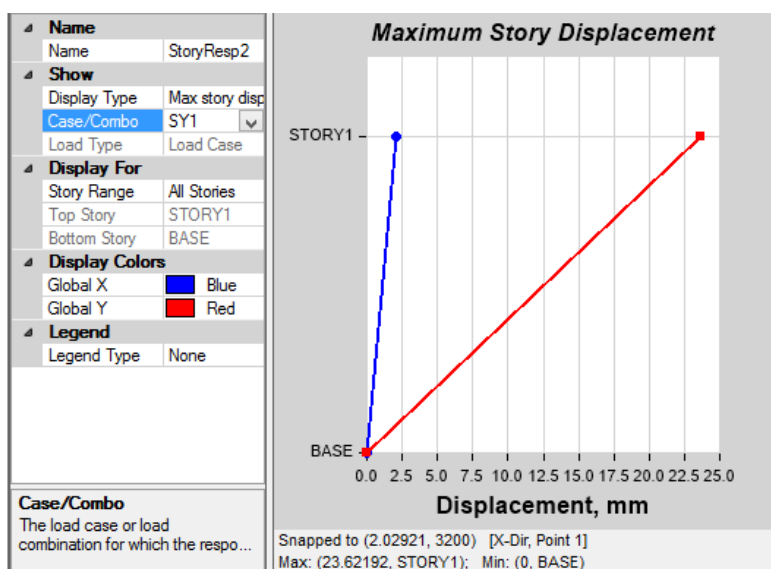 Name
Name StoryResp2
Show
Display Type Max story disp
Case/Combo SY1
Load Type Load Case
Display For
Story Range All Stories
Top Story STORY1
Bottom Story BASE
Display Colors
Global X Blue
Global Y Red
Legend
Legend Type None
Case/Combo
The load case or load
combination for which the respo...
Maximum Story Displacement
STORY1
BASE
0.0 2.5 5.0 7.5 10.0 12.5 15.0 17.5 20.0 22.5 25.0
Displacement, mm
Snapped to (2.02921, 3200) [X-Dir, Point 1]
Max: (23.62192, STORY1); Min: (0, BASE)